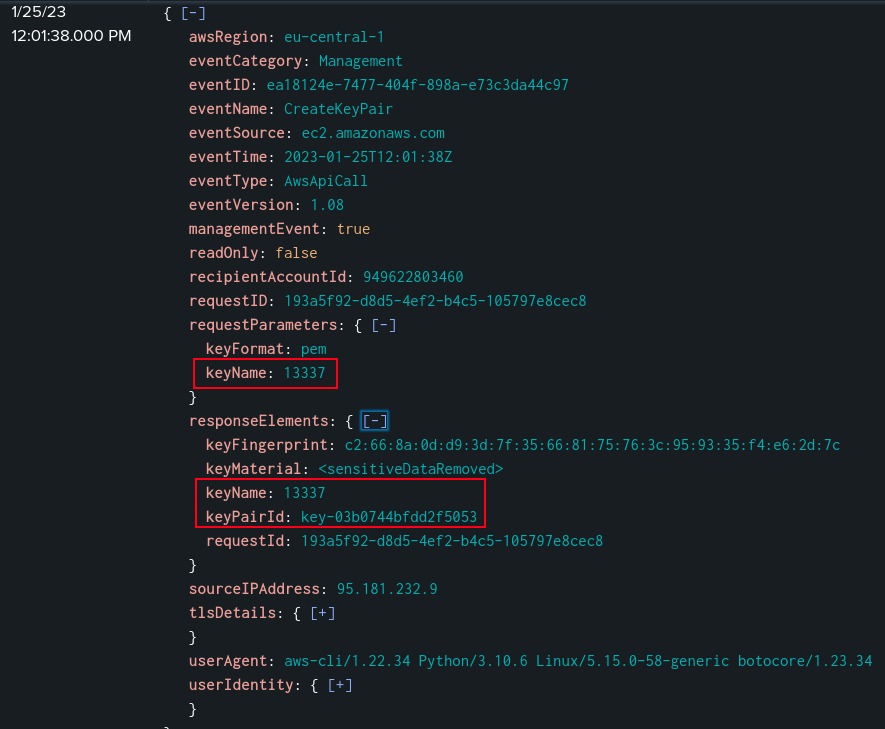 1/25/23
12:01:38.000 PM
{ [-]
awsRegion: eu-central-1
eventCategory: Management
eventID: ea18124e-7477-404f-898a-e73c3da44c97
eventName: CreateKeyPair
eventSource: ec2.amazonaws.com
eventTime: 2023-01-25T12:01:38Z
eventType: AwsApiCall
eventVersion: 1.08
managementEvent: true
readOnly: false
recipientAccountId: 949622803460
requestID: 193a5f92-d8d5-4ef2-b4c5-105797e8cec8
requestParameters: { [-]
keyFormat: pem
keyName: 13337
}
responseElements: { [-]
keyFingerprint: c2:66:8a:0d:d9:3d:7f:35:66:81:75:76:3c:95:93:35:f4:e6:2d:7c
keyMaterial: <sensitiveDataRemoved>
keyName: 13337
keyPairId: key-03b0744bfdd2f5053
requestId: 193a5f92-d8d5-4ef2-b4c5-105797e8cec8
}
sourceIPAddress: 95.181.232.9
tlsDetails: { [+]
}
userAgent: aws-cli/1.22.34 Python/3.10.6 Linux/5.15.0-58-generic botocore/1.23.34
userIdentity: { [+]
}